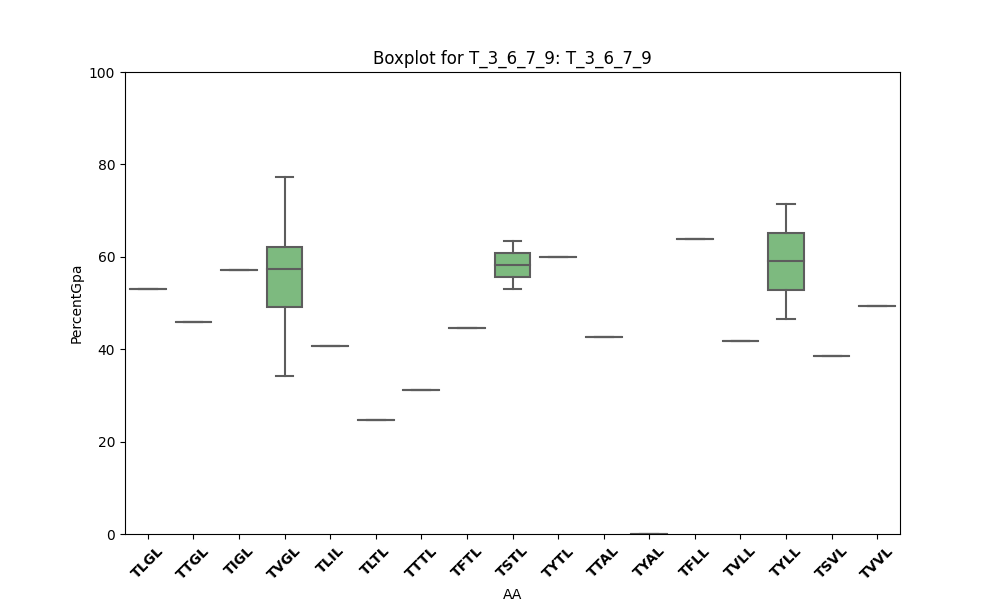 Boxplot for T_3_6_7_9: T_3_6_7_9
100
80
60
40
20
0
PercentGpa
TLGL
TTGL
TIGL
TVGL
TLIL
TLTL
TTTL
TFTL
TSTL
TYTL
TTAL
TYAL
TFLL
TVLL
TYLL
TSVL
TVVL
AA